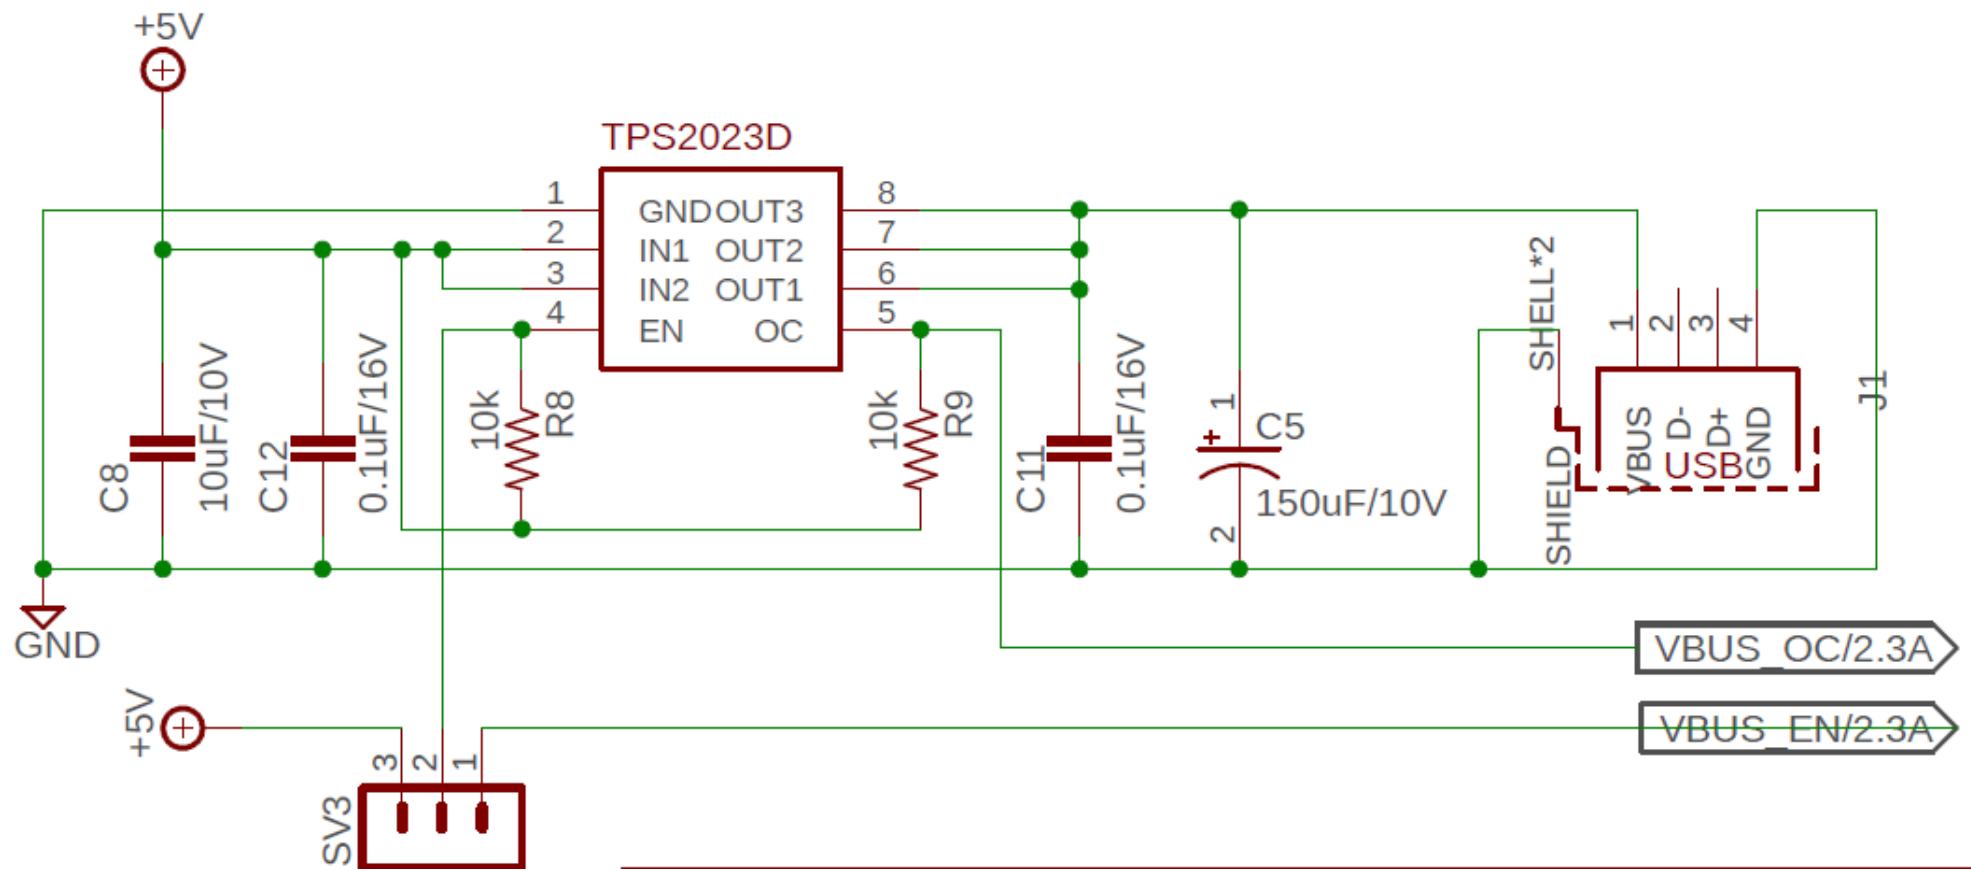 +5V
TPS2023D
1 GND OUT3 8
2 IN1 OUT2 7
3 IN2 OUT1 6
4 EN OC 5
C8
10uF/10V
C12
0.1uF/16V
10k
R8
10k
R9
C11
0.1uF/16V
1
+
C5
150uF/10V
2
SHELL*2
SHIELD
1 2 3 4
VBUS
D-
D+
GND
USB
J1
GND
VBUS_OC/2.3A
VBUS_EN/2.3A
+5V
3 2 1
SV3